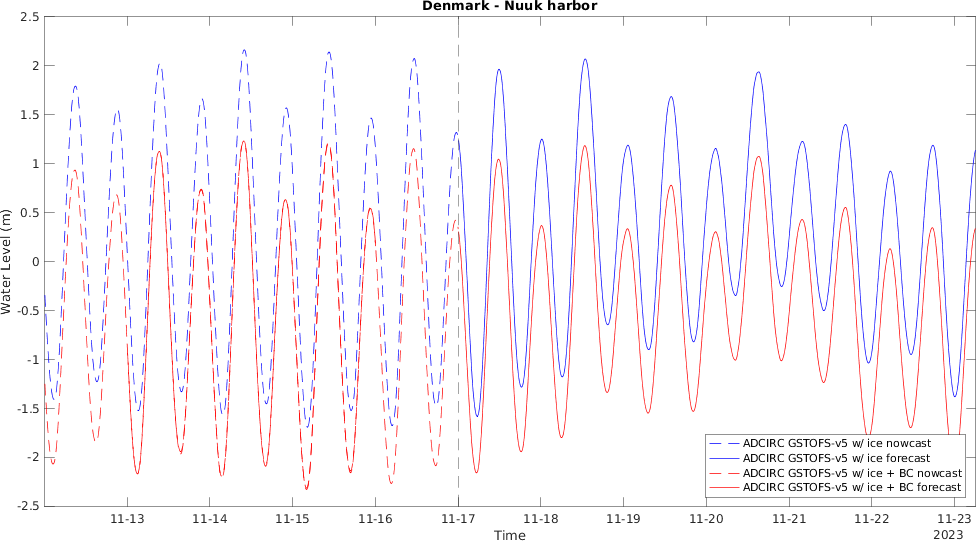 Denmark - Nuuk harbor
2.5
2
1.5
1
0.5
0
-0.5
-1
-1.5
-2
-2.5
Water Level (m)
ADCIRC GSTOFS-v5 w/ ice nowcast
ADCIRC GSTOFS-v5 w/ ice forecast
ADCIRC GSTOFS-v5 w/ ice + BC nowcast
ADCIRC GSTOFS-v5 w/ ice + BC forecast
11-13 11-14 11-15 11-16 11-17 11-18 11-19 11-20 11-21 11-22 11-23
Time
2023